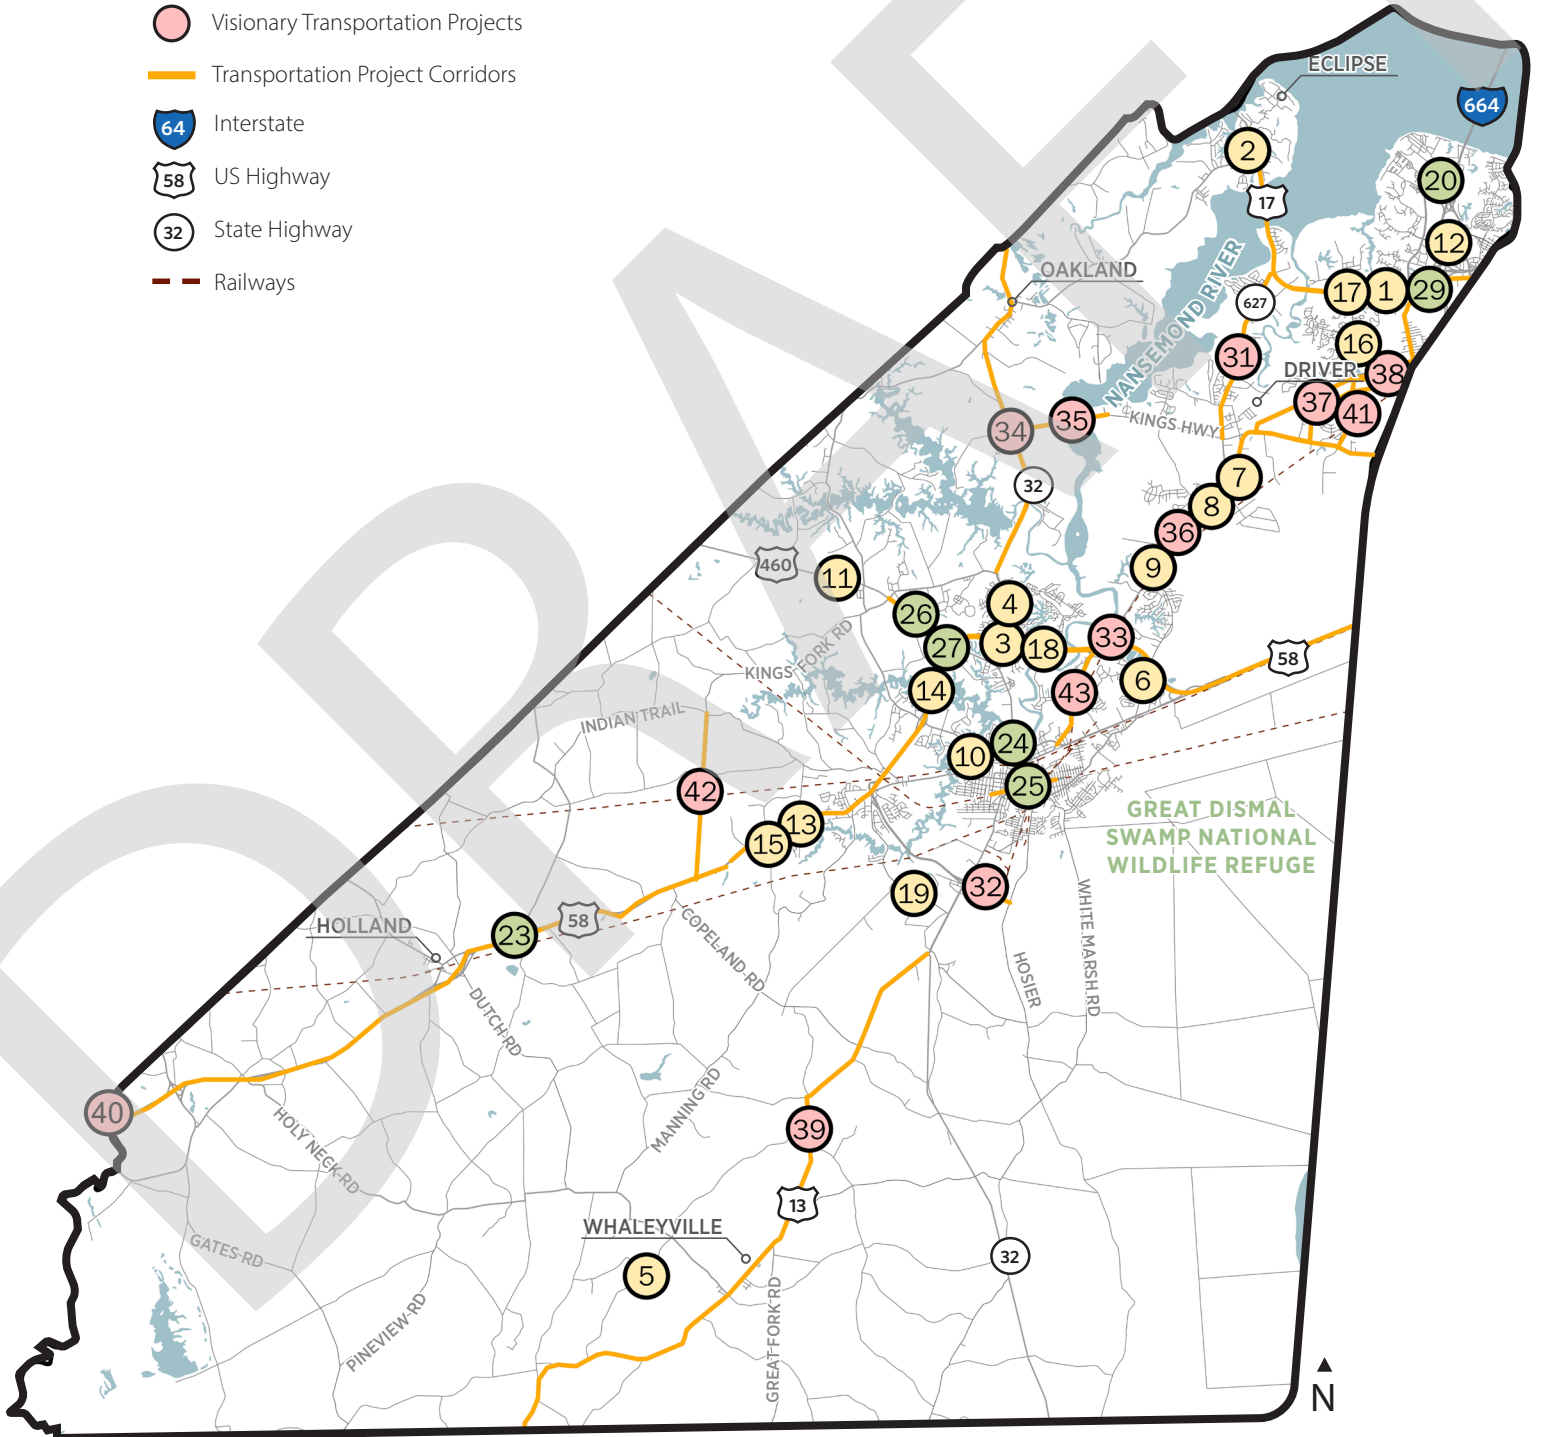 Visionary Transportation Projects
Transportation Project Corridors
64 Interstate
58 US Highway
32 State Highway
Railways
DRAFT
ECLIPSE
664
2
20
17
12
OAKLAND
NANSEMOND RIVER
627
17
1
29
31
16
DRIVER
38
37
41
34
35
KINGS HWY
32
7
8
36
9
460
11
26
4
27
3
18
33
58
KINGS FORK RD
14
43
6
INDIAN TRAIL
10
24
25
42
13
15
GREAT DISMAL
SWAMP NATIONAL
WILDLIFE REFUGE
19
32
HOLLAND
23
58
COPELAND RD
WHITE MARSH RD
HOSIER
DUTCH RD
40
HOLY NECK RD
MANNING RD
39
13
WHALEYVILLE
GATES RD
5
32
PINEVIEW RD
GREAT FORK RD
N